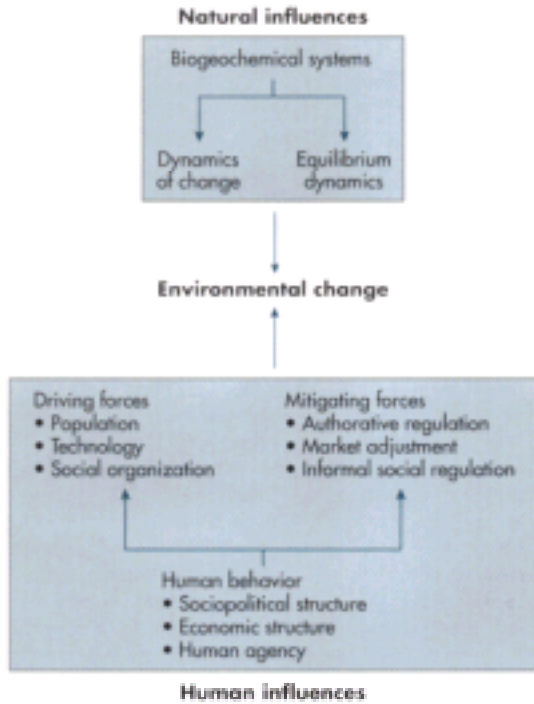 Natural influences
Biogeochemical systems
Dynamics
of change
Equilibrium
dynamics
Environmental change
Driving forces
• Population
• Technology
• Social organization
Mitigating forces
• Authorative regulation
• Market adjustment
• Informal social regulation
Human behavior
• Sociopolitical structure
• Economic structure
• Human agency
Human influences